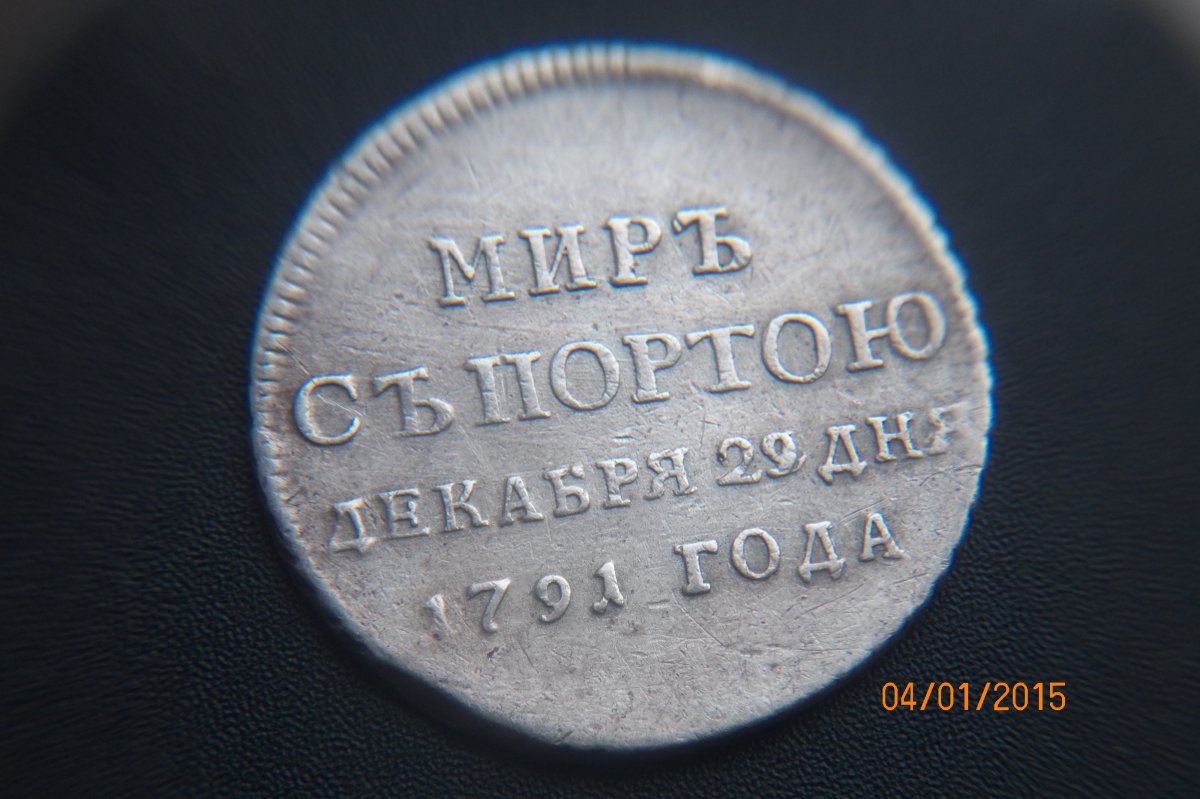 МИРЪ
СЪ ПОРТОЮ
ДЕКАБРЯ 29 ДНЯ
1791 ГОДА
04/01/2015